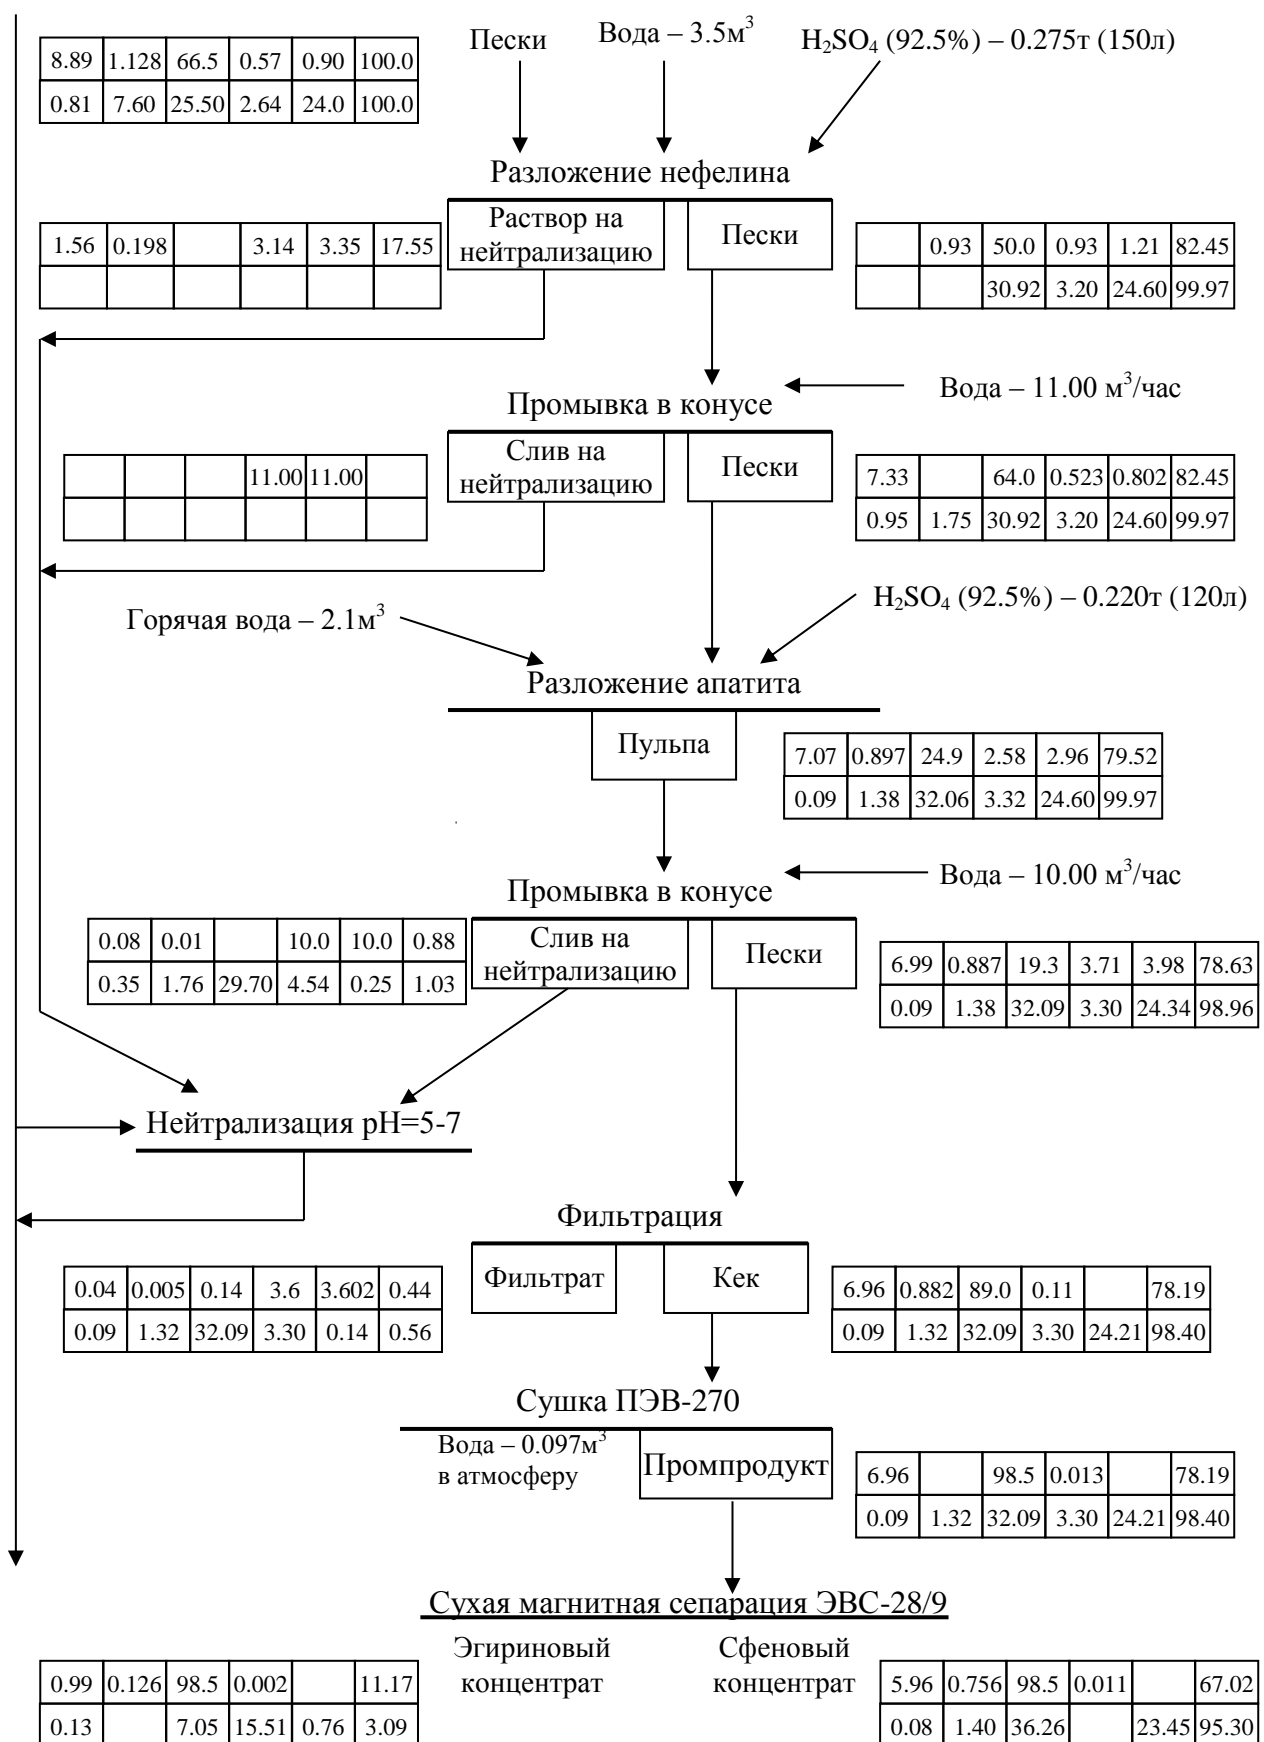 Пески
Вода – 3.5м³
H₂SO₄ (92.5%) – 0.275т (150л)
8.89 1.128 66.5 0.57 0.90 100.0
0.81 7.60 25.50 2.64 24.0 100.0
Разложение нефелина
Раствор на
нейтрализацию
Пески
1.56 0.198 3.14 3.35 17.55
0.93 50.0 0.93 1.21 82.45
30.92 3.20 24.60 99.97
Вода – 11.00 м³/час
Промывка в конусе
Слив на
нейтрализацию
Пески
11.00 11.00
7.33 64.0 0.523 0.802 82.45
0.95 1.75 30.92 3.20 24.60 99.97
Горячая вода – 2.1м³
H₂SO₄ (92.5%) – 0.220т (120л)
Разложение апатита
Пульпа
7.07 0.897 24.9 2.58 2.96 79.52
0.09 1.38 32.06 3.32 24.60 99.97
Вода – 10.00 м³/час
Промывка в конусе
Слив на
нейтрализацию
Пески
0.08 0.01 10.0 10.0 0.88
0.35 1.76 29.70 4.54 0.25 1.03
6.99 0.887 19.3 3.71 3.98 78.63
0.09 1.38 32.09 3.30 24.34 98.96
Нейтрализация pH=5-7
Фильтрация
Фильтрат
Кек
0.04 0.005 0.14 3.6 3.602 0.44
0.09 1.32 32.09 3.30 0.14 0.56
6.96 0.882 89.0 0.11 78.19
0.09 1.32 32.09 3.30 24.21 98.40
Сушка ПЭВ-270
Вода – 0.097м³
в атмосферу
Промпродукт
6.96 98.5 0.013 78.19
0.09 1.32 32.09 3.30 24.21 98.40
Сухая магнитная сепарация ЭВС-28/9
Эгириновый
концентрат
Сфеновый
концентрат
0.99 0.126 98.5 0.002 11.17
0.13 7.05 15.51 0.76 3.09
5.96 0.756 98.5 0.011 67.02
0.08 1.40 36.26 23.45 95.30